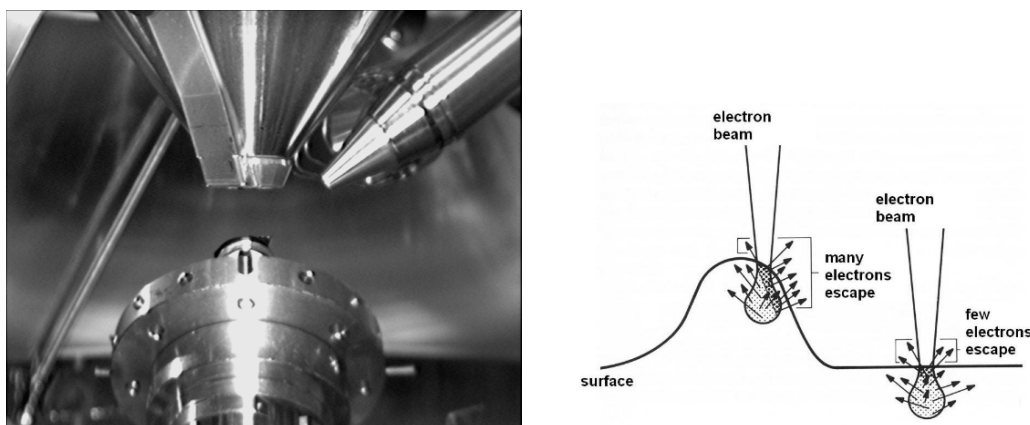 electron
beam
electron
beam
many
electrons
escape
few
electrons
escape
surface